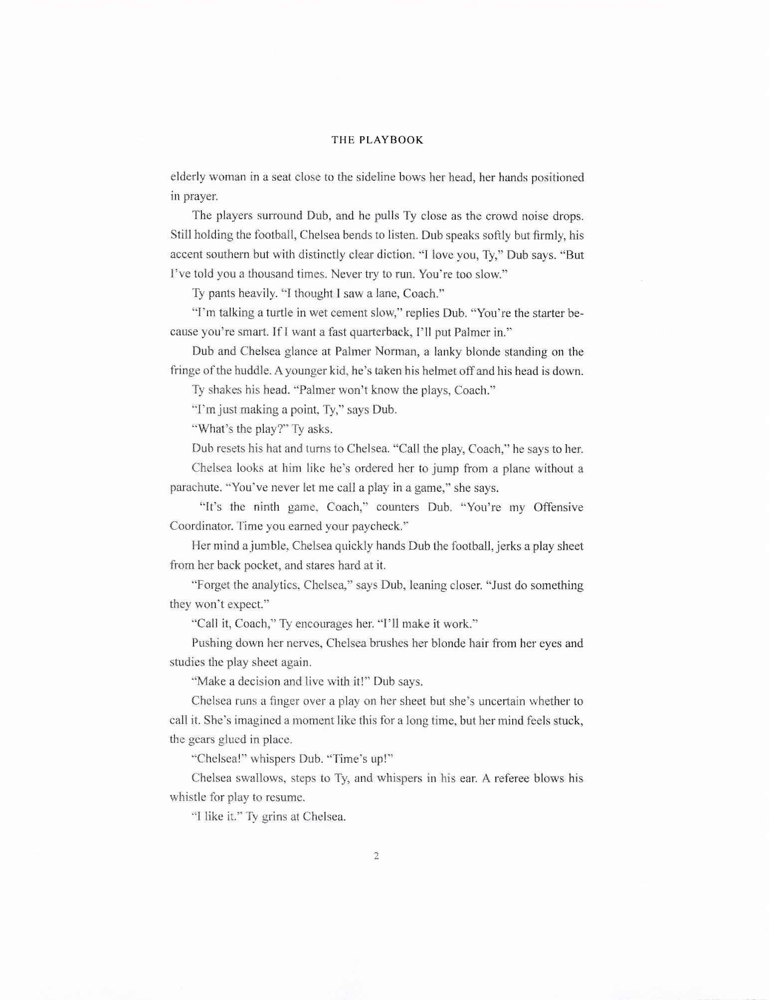 THE PLAYBOOK
elderly woman in a seat close to the sideline bows her head, her hands positioned
in prayer.
The players surround Dub, and he pulls Ty close as the crowd noise drops.
Still holding the football, Chelsea bends to listen. Dub speaks softly but firmly, his
accent southern but with distinctly clear diction. “I love you, Ty,” Dub says. “But
I’ve told you a thousand times. Never try to run. You’re too slow.”
Ty pants heavily. “I thought I saw a lane, Coach.”
“I’m talking a turtle in wet cement slow,” replies Dub. “You’re the starter be-
cause you’re smart. If I want a fast quarterback, I’ll put Palmer in.”
Dub and Chelsea glance at Palmer Norman, a lanky blonde standing on the
fringe of the huddle. A younger kid, he’s taken his helmet off and his head is down.
Ty shakes his head. “Palmer won’t know the plays, Coach.”
“I’m just making a point, Ty,” says Dub.
“What’s the play?” Ty asks.
Dub resets his hat and turns to Chelsea. “Call the play, Coach,” he says to her.
Chelsea looks at him like he’s ordered her to jump from a plane without a
parachute. “You’ve never let me call a play in a game,” she says.
“It’s the ninth game, Coach,” counters Dub. “You’re my Offensive
Coordinator. Time you earned your paycheck.”
Her mind a jumble, Chelsea quickly hands Dub the football, jerks a play sheet
from her back pocket, and stares hard at it.
“Forget the analytics, Chelsea,” says Dub, leaning closer. “Just do something
they won’t expect.”
“Call it, Coach,” Ty encourages her. “I’ll make it work.”
Pushing down her nerves, Chelsea brushes her blonde hair from her eyes and
studies the play sheet again.
“Make a decision and live with it!” Dub says.
Chelsea runs a finger over a play on her sheet but she’s uncertain whether to
call it. She’s imagined a moment like this for a long time, but her mind feels stuck,
the gears glued in place.
“Chelsea!” whispers Dub. “Time’s up!”
Chelsea swallows, steps to Ty, and whispers in his ear. A referee blows his
whistle for play to resume.
“I like it.” Ty grins at Chelsea.
2